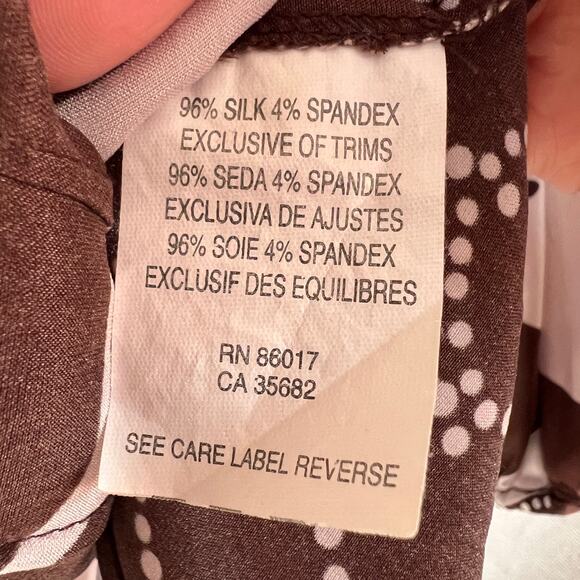 96% SILK 4% SPANDEX
EXCLUSIVE OF TRIMS
96% SEDA 4% SPANDEX
EXCLUSIVA DE AJUSTES
96% SOIE 4% SPANDEX
EXCLUSIF DES EQUILIBRES
RN 86017
CA 35682
SEE CARE LABEL REVERSE